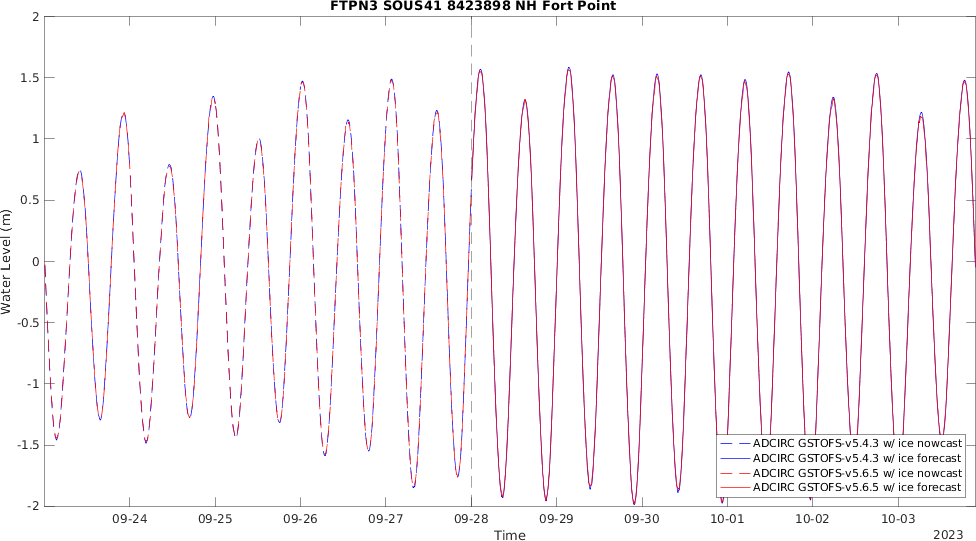 FTPN3 SOUS41 8423898 NH Fort Point
2
1.5
1
0.5
0
-0.5
-1
-1.5
-2
Water Level (m)
ADCIRC GSTOFS-v5.4.3 w/ ice nowcast
ADCIRC GSTOFS-v5.4.3 w/ ice forecast
ADCIRC GSTOFS-v5.6.5 w/ ice nowcast
ADCIRC GSTOFS-v5.6.5 w/ ice forecast
09-24 09-25 09-26 09-27 09-28 09-29 09-30 10-01 10-02 10-03
Time
2023